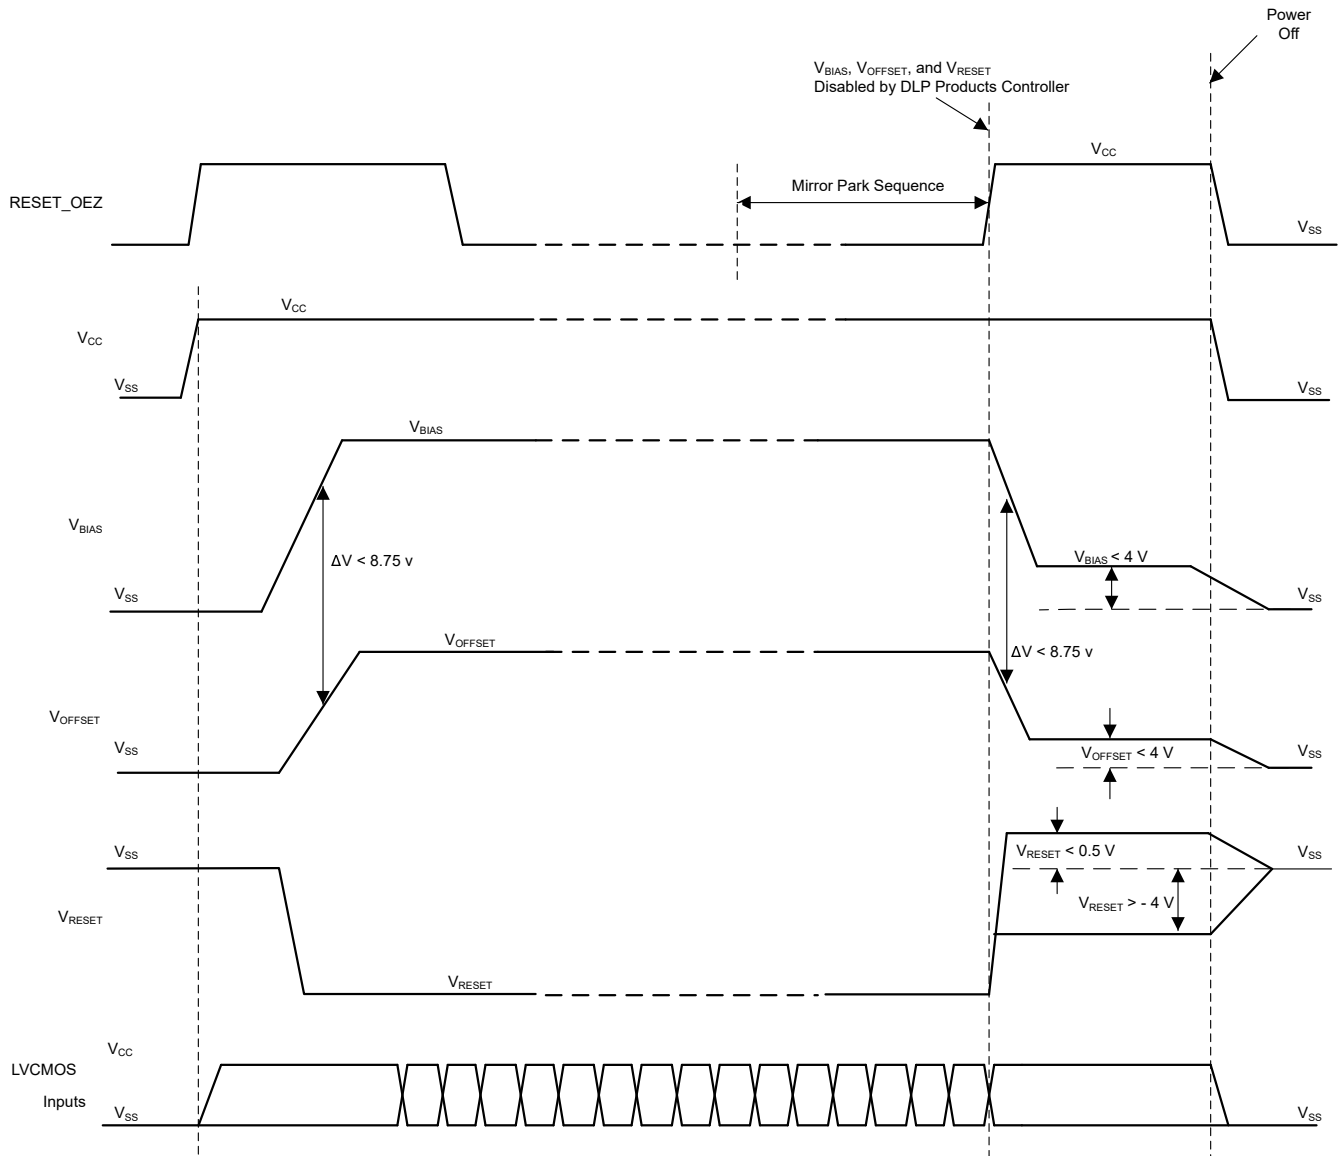 Power
Off
VBIAS, VOFFSET, and VRESET
Disabled by DLP Products Controller
VCC
Mirror Park Sequence
RESET_OEZ
VSS
VCC
VCC
VSS
VSS
VBIAS
VBIAS
ΔV < 8.75 v
VBIAS < 4 V
VSS
VSS
VOFFSET
ΔV < 8.75 v
VOFFSET
VSS
VOFFSET < 4 V
VSS
VSS
VRESET < 0.5 V
VSS
VRESET > - 4 V
VRESET
VRESET
VCC
LVCMOS
Inputs
VSS
VSS